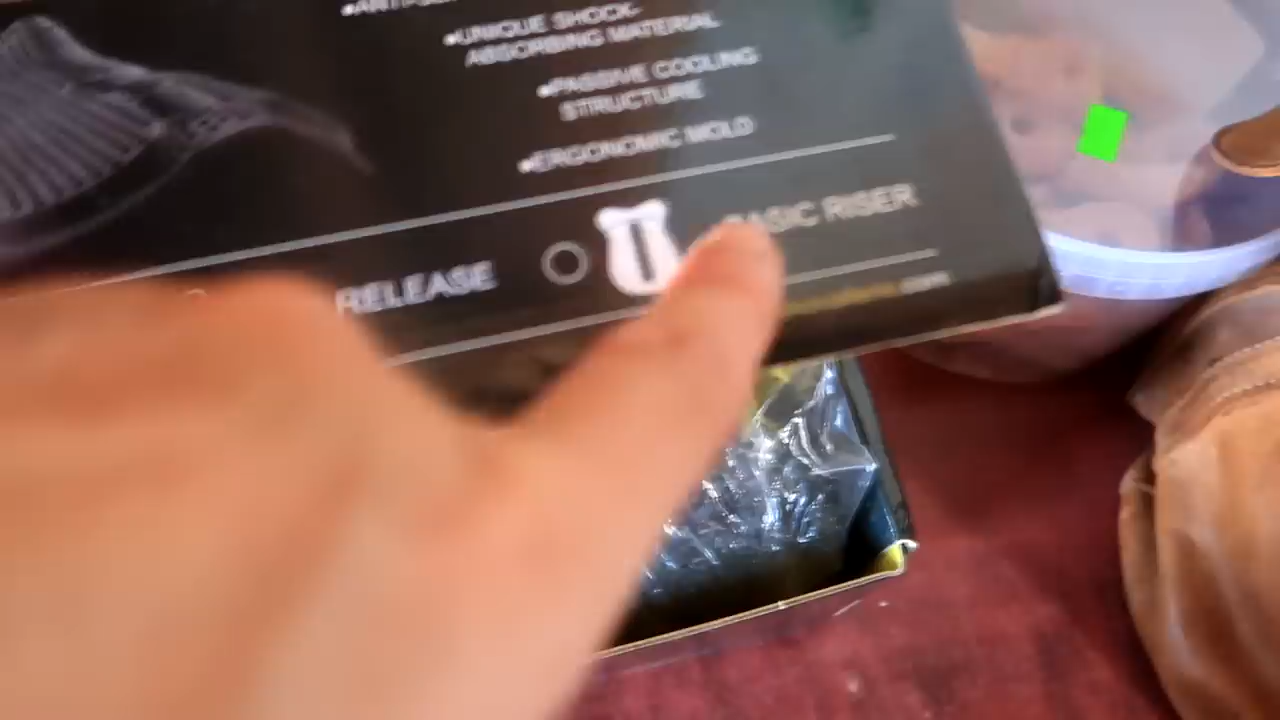 •UNIQUE SHOCK-
ABSORBING MATERIAL
•PASSIVE COOLING
STRUCTURE
•ERGONOMIC MOLD
RELEASE
BASIC RISER